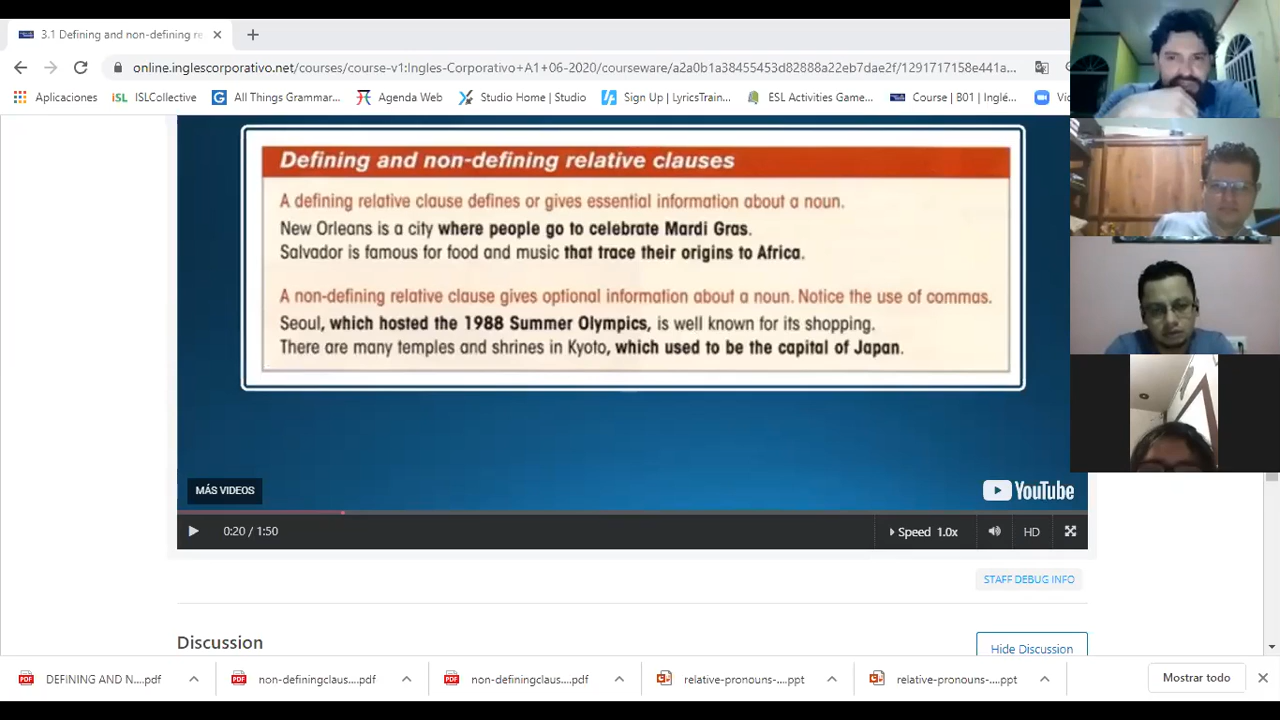 3.1 Defining and non-defining re
online.inglescorporativo.net/courses/course-v1:Ingles-Corporativo+A1+06-2020/courseware/a2a0b1a38455453d82888a22eb7dae2f/1291717158e441a...
Aplicaciones iSL ISLCollective All Things Grammar... Agenda Web Studio Home | Studio Sign Up | LyricsTrain... ESL Activities Game... Course | B01 | Inglé...
Defining and non-defining relative clauses
A defining relative clause defines or gives essential information about a noun.
New Orleans is a city where people go to celebrate Mardi Gras.
Salvador is famous for food and music that trace their origins to Africa.
A non-defining relative clause gives optional information about a noun. Notice the use of commas.
Seoul, which hosted the 1988 Summer Olympics, is well known for its shopping.
There are many temples and shrines in Kyoto, which used to be the capital of Japan.
MÁS VIDEOS
YouTube
0:20 / 1:50 Speed 1.0x HD
STAFF DEBUG INFO
Discussion
Hide Discussion
DEFINING AND N....pdf non-definingclaus....pdf non-definingclaus....pdf relative-pronouns-....ppt relative-pronouns-....ppt Mostrar todo